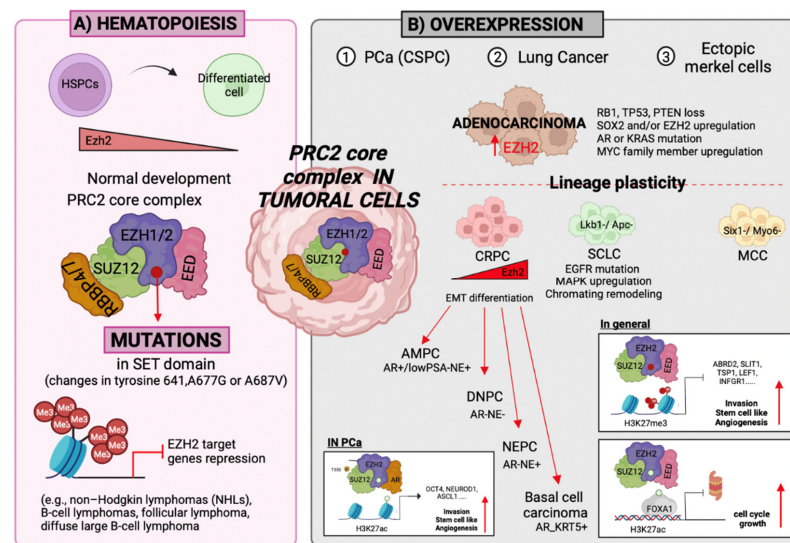 A) HEMATOPOIESIS
HSPCs
Differentiated
cell
Ezh2
Normal development
PRC2 core complex
EZH1/2
SUZ12
EED
RBBP4/7
MUTATIONS
in SET domain
(changes in tyrosine 641,A677G or A687V)
Me3
Me3
Me3
Me3
Me3
Me3
Me3
EZH2 target
genes repression
(e.g., non–Hodgkin lymphomas (NHLs),
B-cell lymphomas, follicular lymphoma,
diffuse large B-cell lymphoma
PRC2 core
complex IN
TUMORAL CELLS
EZH1/2
SUZ12
EED
RBBP4/7
B) OVEREXPRESSION
1 PCa (CSPC)
2 Lung Cancer
3 Ectopic
merkel cells
ADENOCARCINOMA
EZH2
RB1, TP53, PTEN loss
SOX2 and/or EZH2 upregulation
AR or KRAS mutation
MYC family member upregulation
Lineage plasticity
CRPC
Ezh2
EMT differentiation
Lkb1-/ Apc-
SCLC
EGFR mutation
MAPK upregulation
Chromating remodeling
Six1-/ Myo6-
MCC
AMPC
AR+/lowPSA-NE+
DNPC
AR-NE-
NEPC
AR-NE+
Basal cell
carcinoma
AR_KRT5+
IN PCa
EZH2
SUZ12
AR
OCT4, NEUROD1,
ASCL1.....
Invasion
Stem cell like
Angiogenesis
H3K27ac
In general
EZH2
SUZ12
EED
ABRD2, SLIT1,
TSP1, LEF1,
INFGR1.....
Invasion
Stem cell like
Angiogenesis
H3K27me3
EZH2
SUZ12
EED
FOXA1
H3K27ac
cell cycle
growth